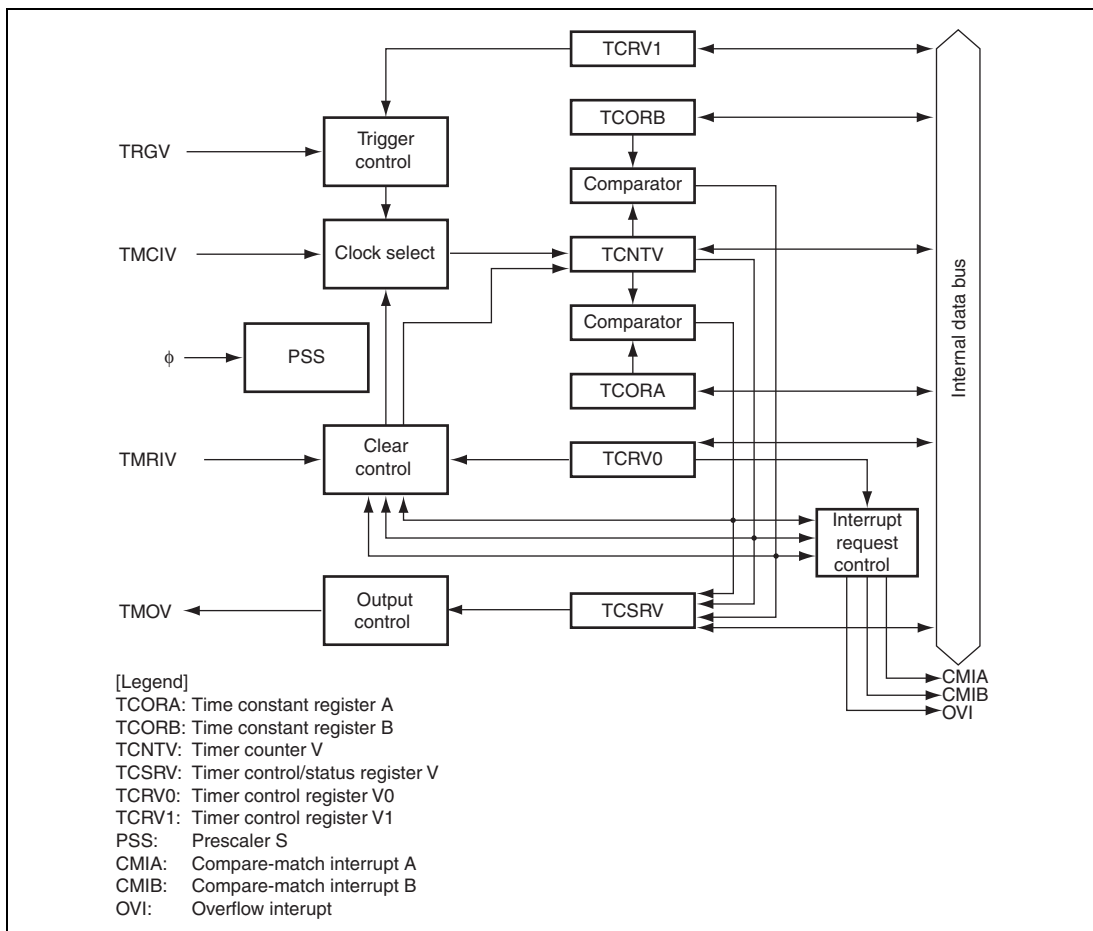 TCRV1
TCORB
TRGV
Trigger
control
Comparator
TMCIV
Clock select
TCNTV
Comparator
Internal data bus
φ
PSS
TCORA
TMRIV
Clear
control
TCRV0
Interrupt
request
control
TMOV
Output
control
TCSRV
CMIA
CMIB
OVI
[Legend]
TCORA: Time constant register A
TCORB: Time constant register B
TCNTV: Timer counter V
TCSRV: Timer control/status register V
TCRV0: Timer control register V0
TCRV1: Timer control register V1
PSS: Prescaler S
CMIA: Compare-match interrupt A
CMIB: Compare-match interrupt B
OVI: Overflow interupt